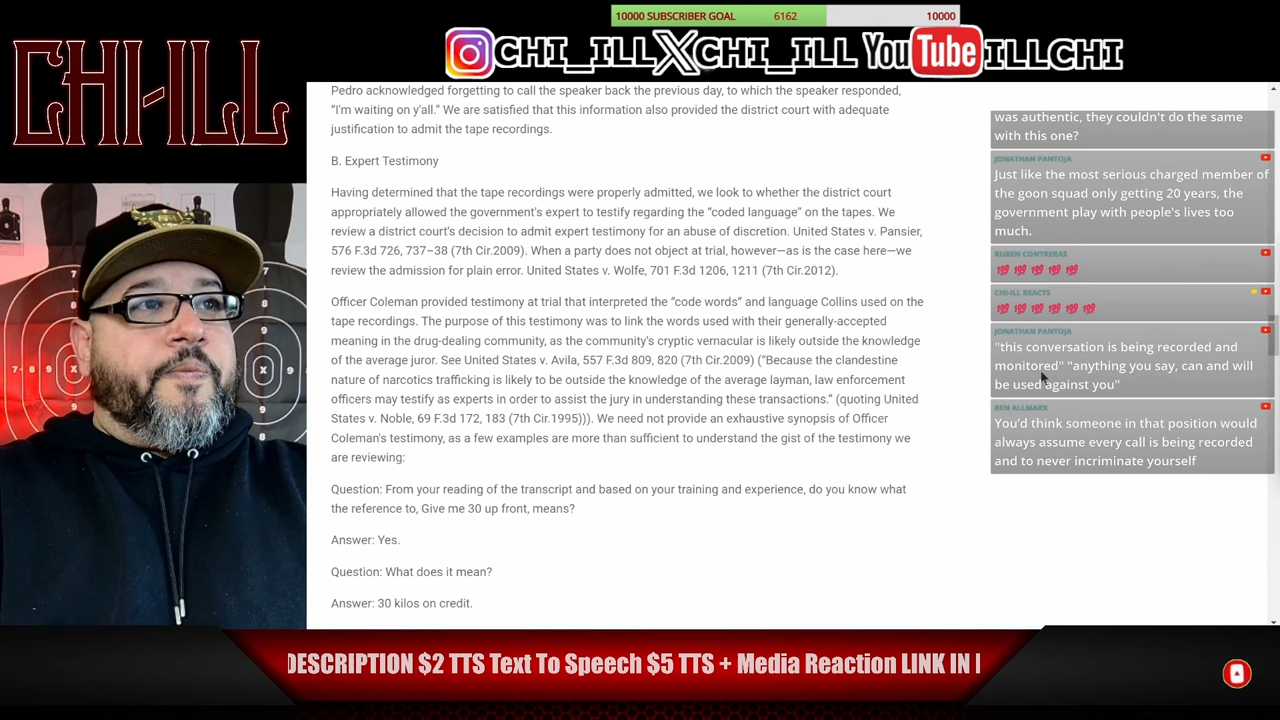 10000 SUBSCRIBER GOAL 6162 10000
CHI-ILL
CHI_ILL X CHI_ILL YouTube ILLCHI
Pedro acknowledged forgetting to call the speaker back the previous day, to which the speaker responded,
“I'm waiting on y'all.” We are satisfied that this information also provided the district court with adequate
justification to admit the tape recordings.
B. Expert Testimony
Having determined that the tape recordings were properly admitted, we look to whether the district court
appropriately allowed the government's expert to testify regarding the “coded language” on the tapes. We
review a district court's decision to admit expert testimony for an abuse of discretion. United States v. Pansier,
576 F.3d 726, 737–38 (7th Cir.2009). When a party does not object at trial, however—as is the case here—we
review the admission for plain error. United States v. Wolfe, 701 F.3d 1206, 1211 (7th Cir.2012).
Officer Coleman provided testimony at trial that interpreted the “code words” and language Collins used on the
tape recordings. The purpose of this testimony was to link the words used with their generally-accepted
meaning in the drug-dealing community, as the community's cryptic vernacular is likely outside the knowledge
of the average juror. See United States v. Avila, 557 F.3d 809, 820 (7th Cir.2009) (“Because the clandestine
nature of narcotics trafficking is likely to be outside the knowledge of the average layman, law enforcement
officers may testify as experts in order to assist the jury in understanding these transactions.” (quoting United
States v. Noble, 69 F.3d 172, 183 (7th Cir.1995))). We need not provide an exhaustive synopsis of Officer
Coleman's testimony, as a few examples are more than sufficient to understand the gist of the testimony we
are reviewing:
Question: From your reading of the transcript and based on your training and experience, do you know what
the reference to, Give me 30 up front, means?
Answer: Yes.
Question: What does it mean?
Answer: 30 kilos on credit.
was authentic, they couldn't do the same
with this one?
JONATHAN PANTOJA
Just like the most serious charged member of
the goon squad only getting 20 years, the
government play with people's lives too
much.
RUBEN CONTRERAS
💯 💯 💯 💯 💯
CHI-ILL REACTS
💯 💯 💯 💯 💯 💯
JONATHAN PANTOJA
"this conversation is being recorded and
monitored" "anything you say, can and will
be used against you"
BEN ALLMARK
You'd think someone in that position would
always assume every call is being recorded
and to never incriminate yourself
DESCRIPTION $2 TTS Text To Speech $5 TTS + Media Reaction LINK IN